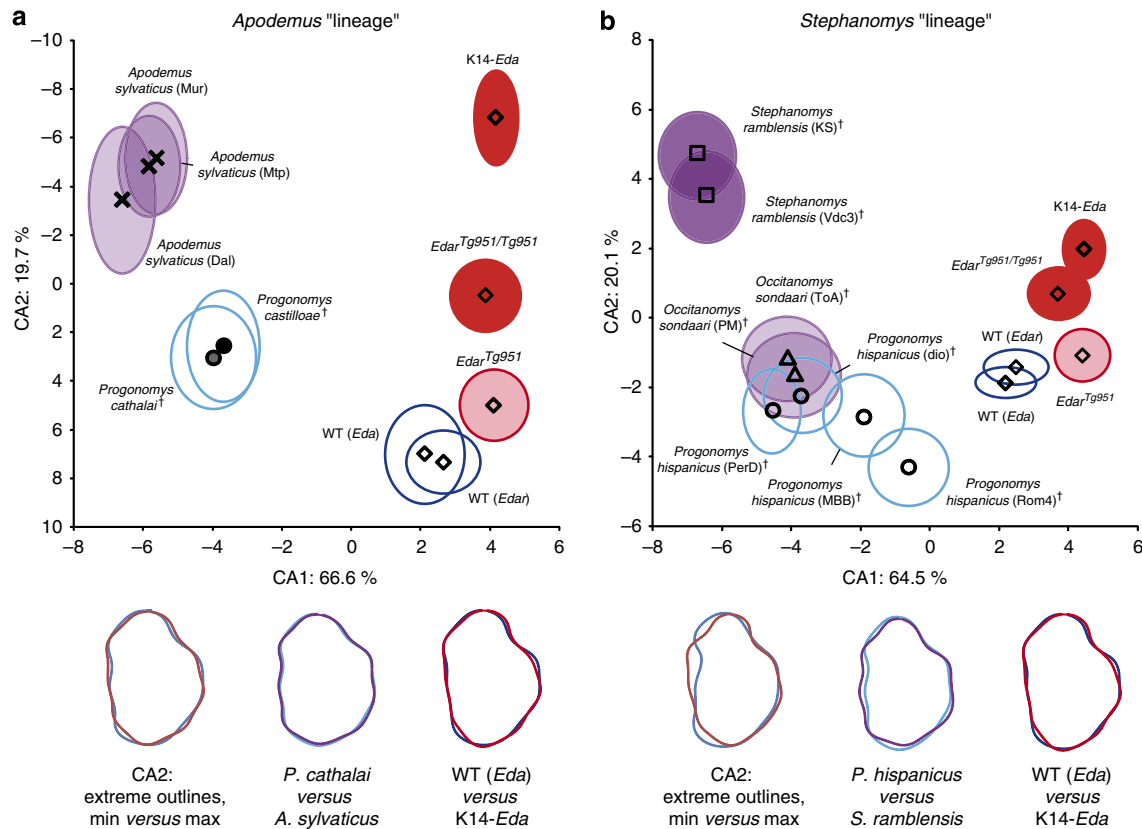 a
Apodemus "lineage"
−10
−8
−6
−4
−2
0
2
4
6
8
10
CA2: 19.7 %
Apodemus
sylvaticus (Mur)
Apodemus
sylvaticus (Mtp)
Apodemus
sylvaticus (Dal)
Progonomys
castilloae†
Progonomys
cathalai†
K14-Eda
EdarTg951/Tg951
EdarTg951
WT (Eda)
WT (Edar)
−8
−6
−4
−2
0
2
4
6
CA1: 66.6 %
CA2:
extreme outlines,
min versus max
P. cathalai
versus
A. sylvaticus
WT (Eda)
versus
K14-Eda
b
Stephanomys "lineage"
8
6
4
2
0
−2
−4
−6
CA2: 20.1 %
Stephanomys
ramblensis (KS)†
Stephanomys
ramblensis (Vdc3)†
K14-Eda
EdarTg951/Tg951
Occitanomys
sondaari (ToA)†
Occitanomys
sondaari (PM)†
Progonomys
hispanicus (dio)†
WT (Edar)
WT (Eda)
EdarTg951
Progonomys
hispanicus (PerD)†
Progonomys
hispanicus (MBB)†
Progonomys
hispanicus (Rom4)†
−8
−6
−4
−2
0
2
4
6
CA1: 64.5 %
CA2:
extreme outlines,
min versus max
P. hispanicus
versus
S. ramblensis
WT (Eda)
versus
K14-Eda